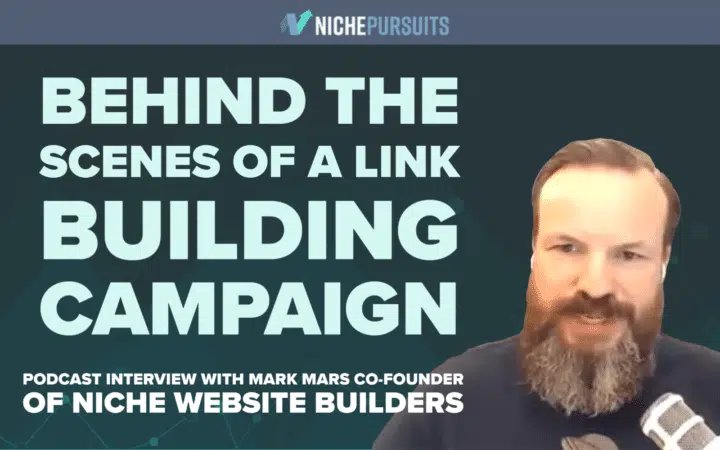 NICHEPURSUITS
BEHIND THE
SCENES OF A LINK
BUILDING
CAMPAIGN
PODCAST INTERVIEW WITH MARK MARS CO-FOUNDER
OF NICHE WEBSITE BUILDERS